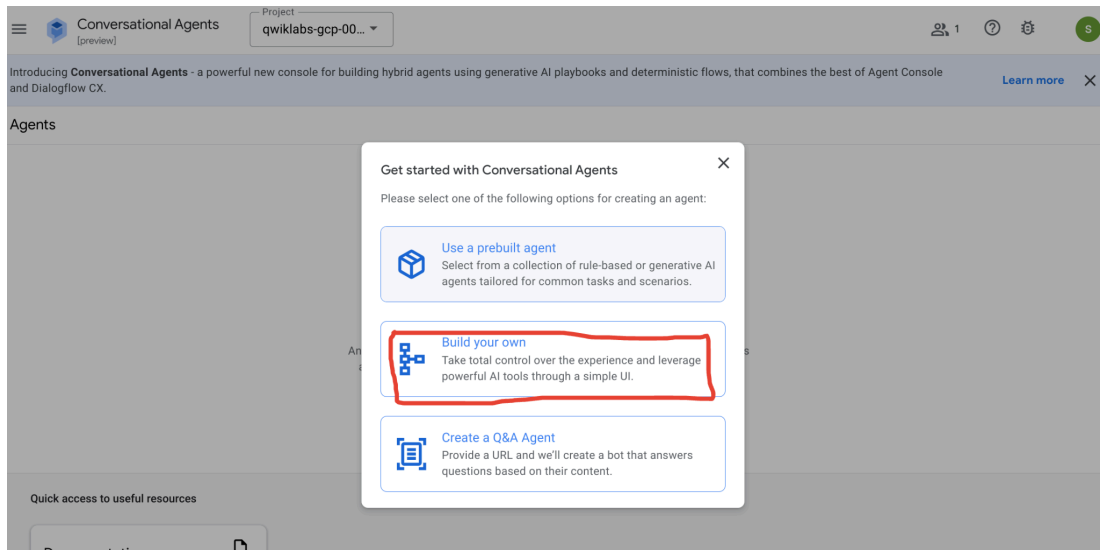 Conversational Agents
[preview]
Project
qwiklabs-gcp-00...
1
S
Introducing Conversational Agents - a powerful new console for building hybrid agents using generative AI playbooks and deterministic flows, that combines the best of Agent Console
and Dialogflow CX.
Learn more
Agents
Get started with Conversational Agents
Please select one of the following options for creating an agent:
Use a prebuilt agent
Select from a collection of rule-based or generative AI
agents tailored for common tasks and scenarios.
Build your own
Take total control over the experience and leverage
powerful AI tools through a simple UI.
Create a Q&A Agent
Provide a URL and we'll create a bot that answers
questions based on their content.
Quick access to useful resources